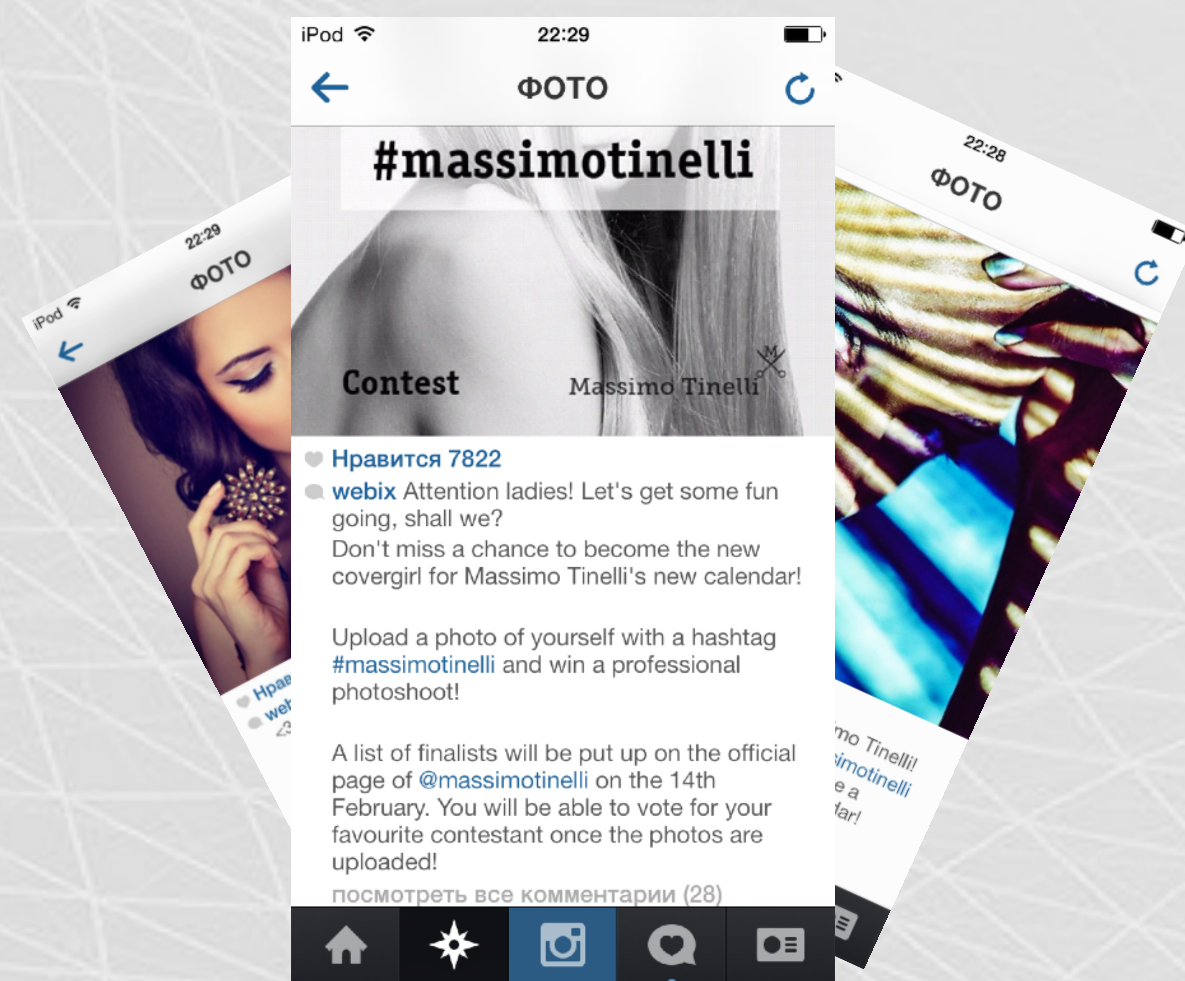 iPod
22:29
ФОТО
#massimotinelli
Contest
Massimo Tinelli
M
Нравится 7822
webix Attention ladies! Let's get some fun
going, shall we?
Don't miss a chance to become the new
covergirl for Massimo Tinelli's new calendar!
Upload a photo of yourself with a hashtag
#massimotinelli and win a professional
photoshoot!
A list of finalists will be put up on the official
page of @massimotinelli on the 14th
February. You will be able to vote for your
favourite contestant once the photos are
uploaded!
посмотреть все комментарии (28)
iPod
22:29
ФОТО
<3
22:28
ФОТО
Tinelli!
a